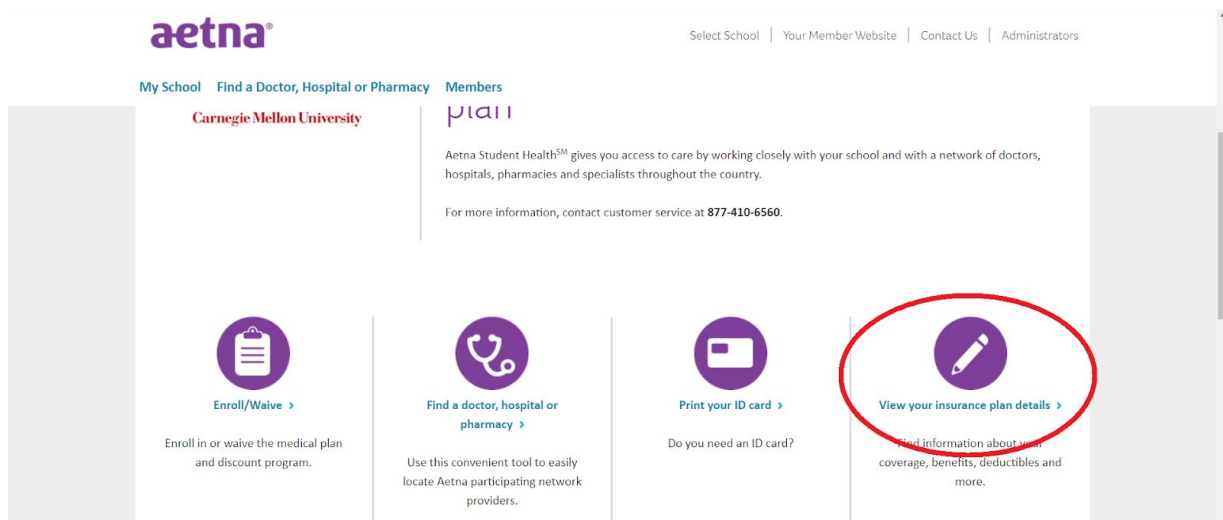 aetna®
Select School | Your Member Website | Contact Us | Administrators
My School Find a Doctor, Hospital or Pharmacy Members
Carnegie Mellon University
plan
Aetna Student Health℠ gives you access to care by working closely with your school and with a network of doctors,
hospitals, pharmacies and specialists throughout the country.
For more information, contact customer service at 877-410-6560.
Enroll/Waive >
Enroll in or waive the medical plan
and discount program.
Find a doctor, hospital or
pharmacy >
Use this convenient tool to easily
locate Aetna participating network
providers.
Print your ID card >
Do you need an ID card?
View your insurance plan details >
Find information about your
coverage, benefits, deductibles and
more.